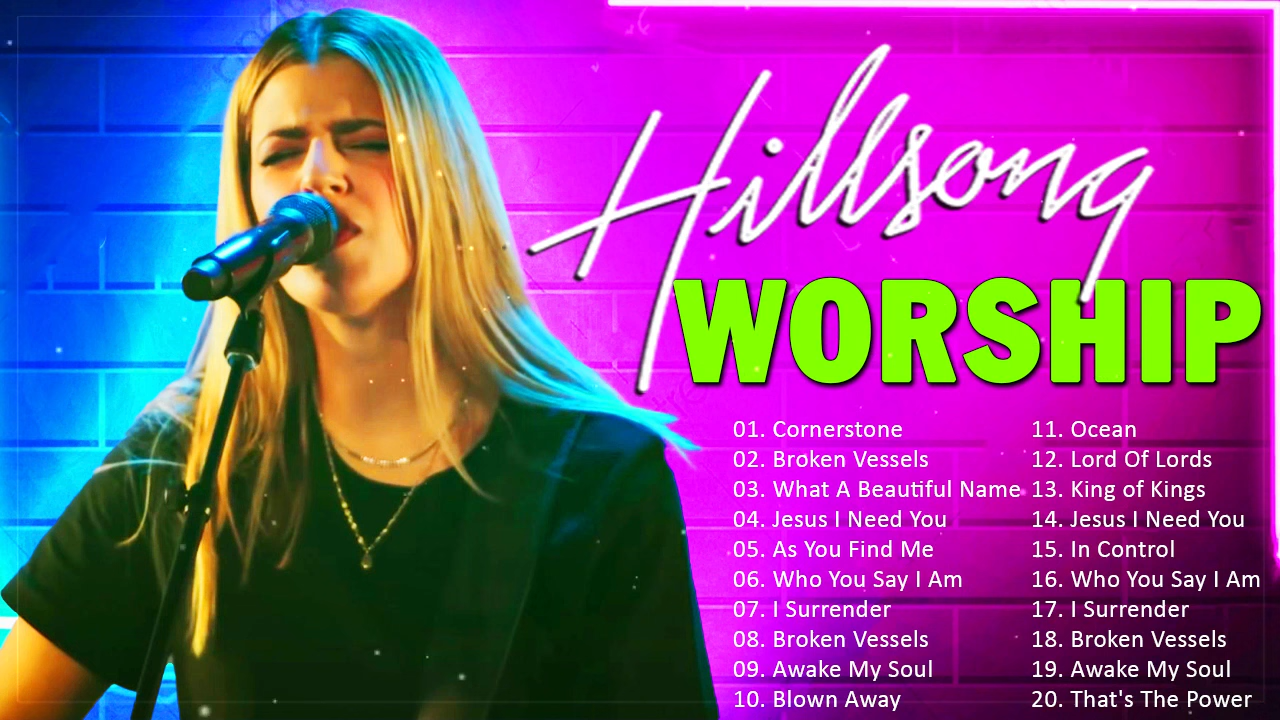 Hillsong
WORSHIP
01. Cornerstone
02. Broken Vessels
03. What A Beautiful Name
04. Jesus I Need You
05. As You Find Me
06. Who You Say I Am
07. I Surrender
08. Broken Vessels
09. Awake My Soul
10. Blown Away
11. Ocean
12. Lord Of Lords
13. King of Kings
14. Jesus I Need You
15. In Control
16. Who You Say I Am
17. I Surrender
18. Broken Vessels
19. Awake My Soul
20. That's The Power